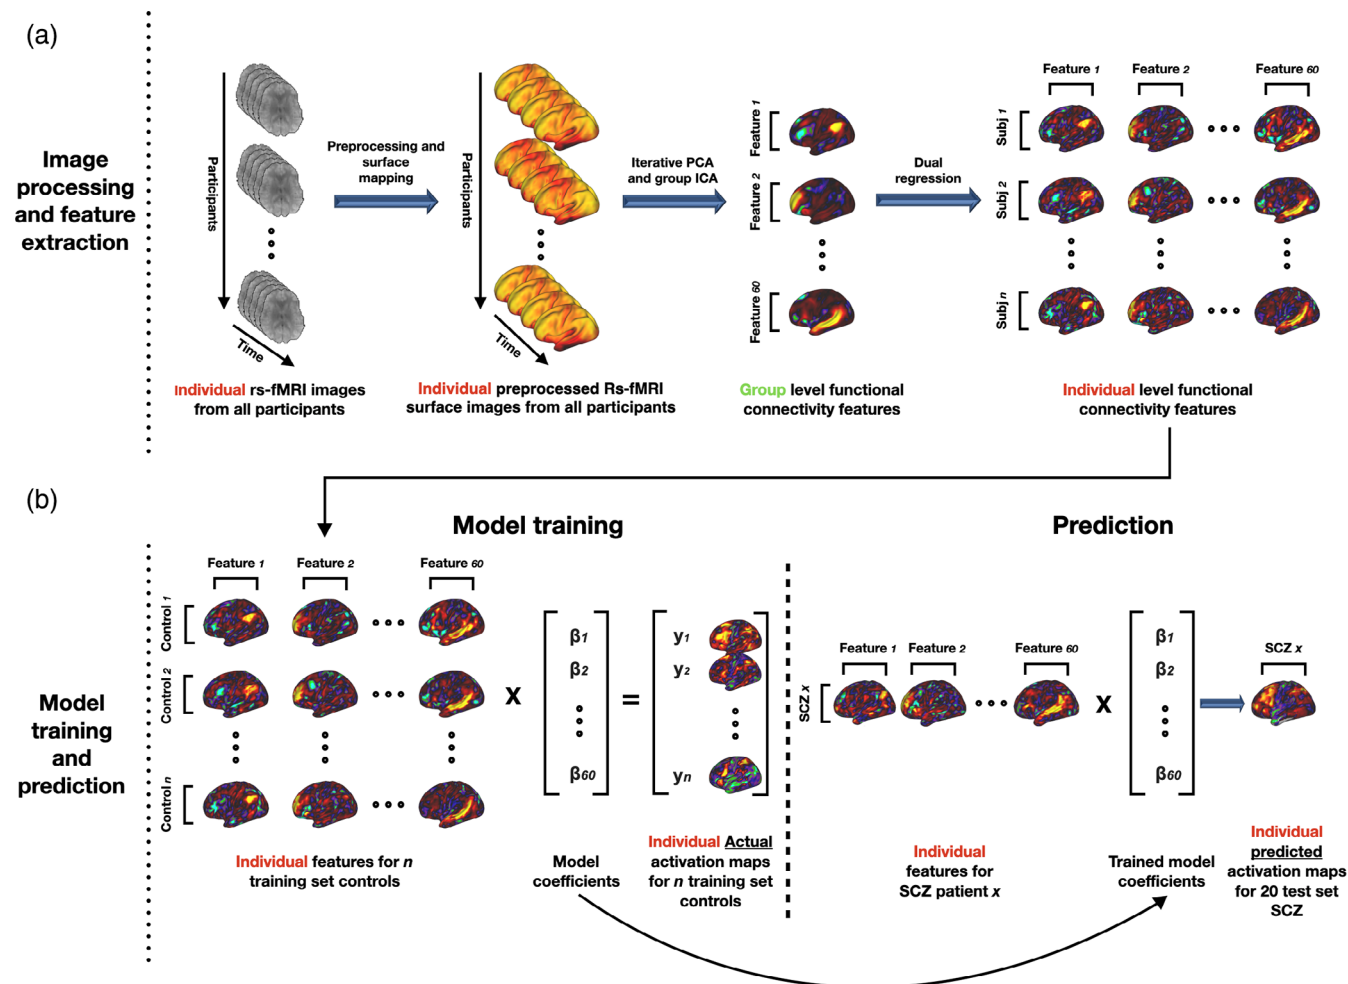 (a)
Image
processing
and feature
extraction
Participants
Time
Individual rs-fMRI images
from all participants
Preprocessing and
surface
mapping
Participants
Time
Individual preprocessed Rs-fMRI
surface images from all participants
Iterative PCA
and group ICA
Feature 1
Feature 2
Feature 60
Group level functional
connectivity features
Dual
regression
Feature 1
Feature 2
Feature 60
Subj 1
Subj 2
Subj n
Individual level functional
connectivity features
(b)
Model
training
and
prediction
Model training
Feature 1
Feature 2
Feature 60
Control 1
Control 2
Control n
Individual features for n
training set controls
X
β1
β2
β60
Model
coefficients
=
y1
y2
yn
Individual Actual
activation maps
for n training set
controls
Prediction
Feature 1
Feature 2
Feature 60
SCZ x
Individual
features for
SCZ patient x
X
β1
β2
β60
Trained model
coefficients
SCZ x
Individual
predicted
activation maps
for 20 test set
SCZ